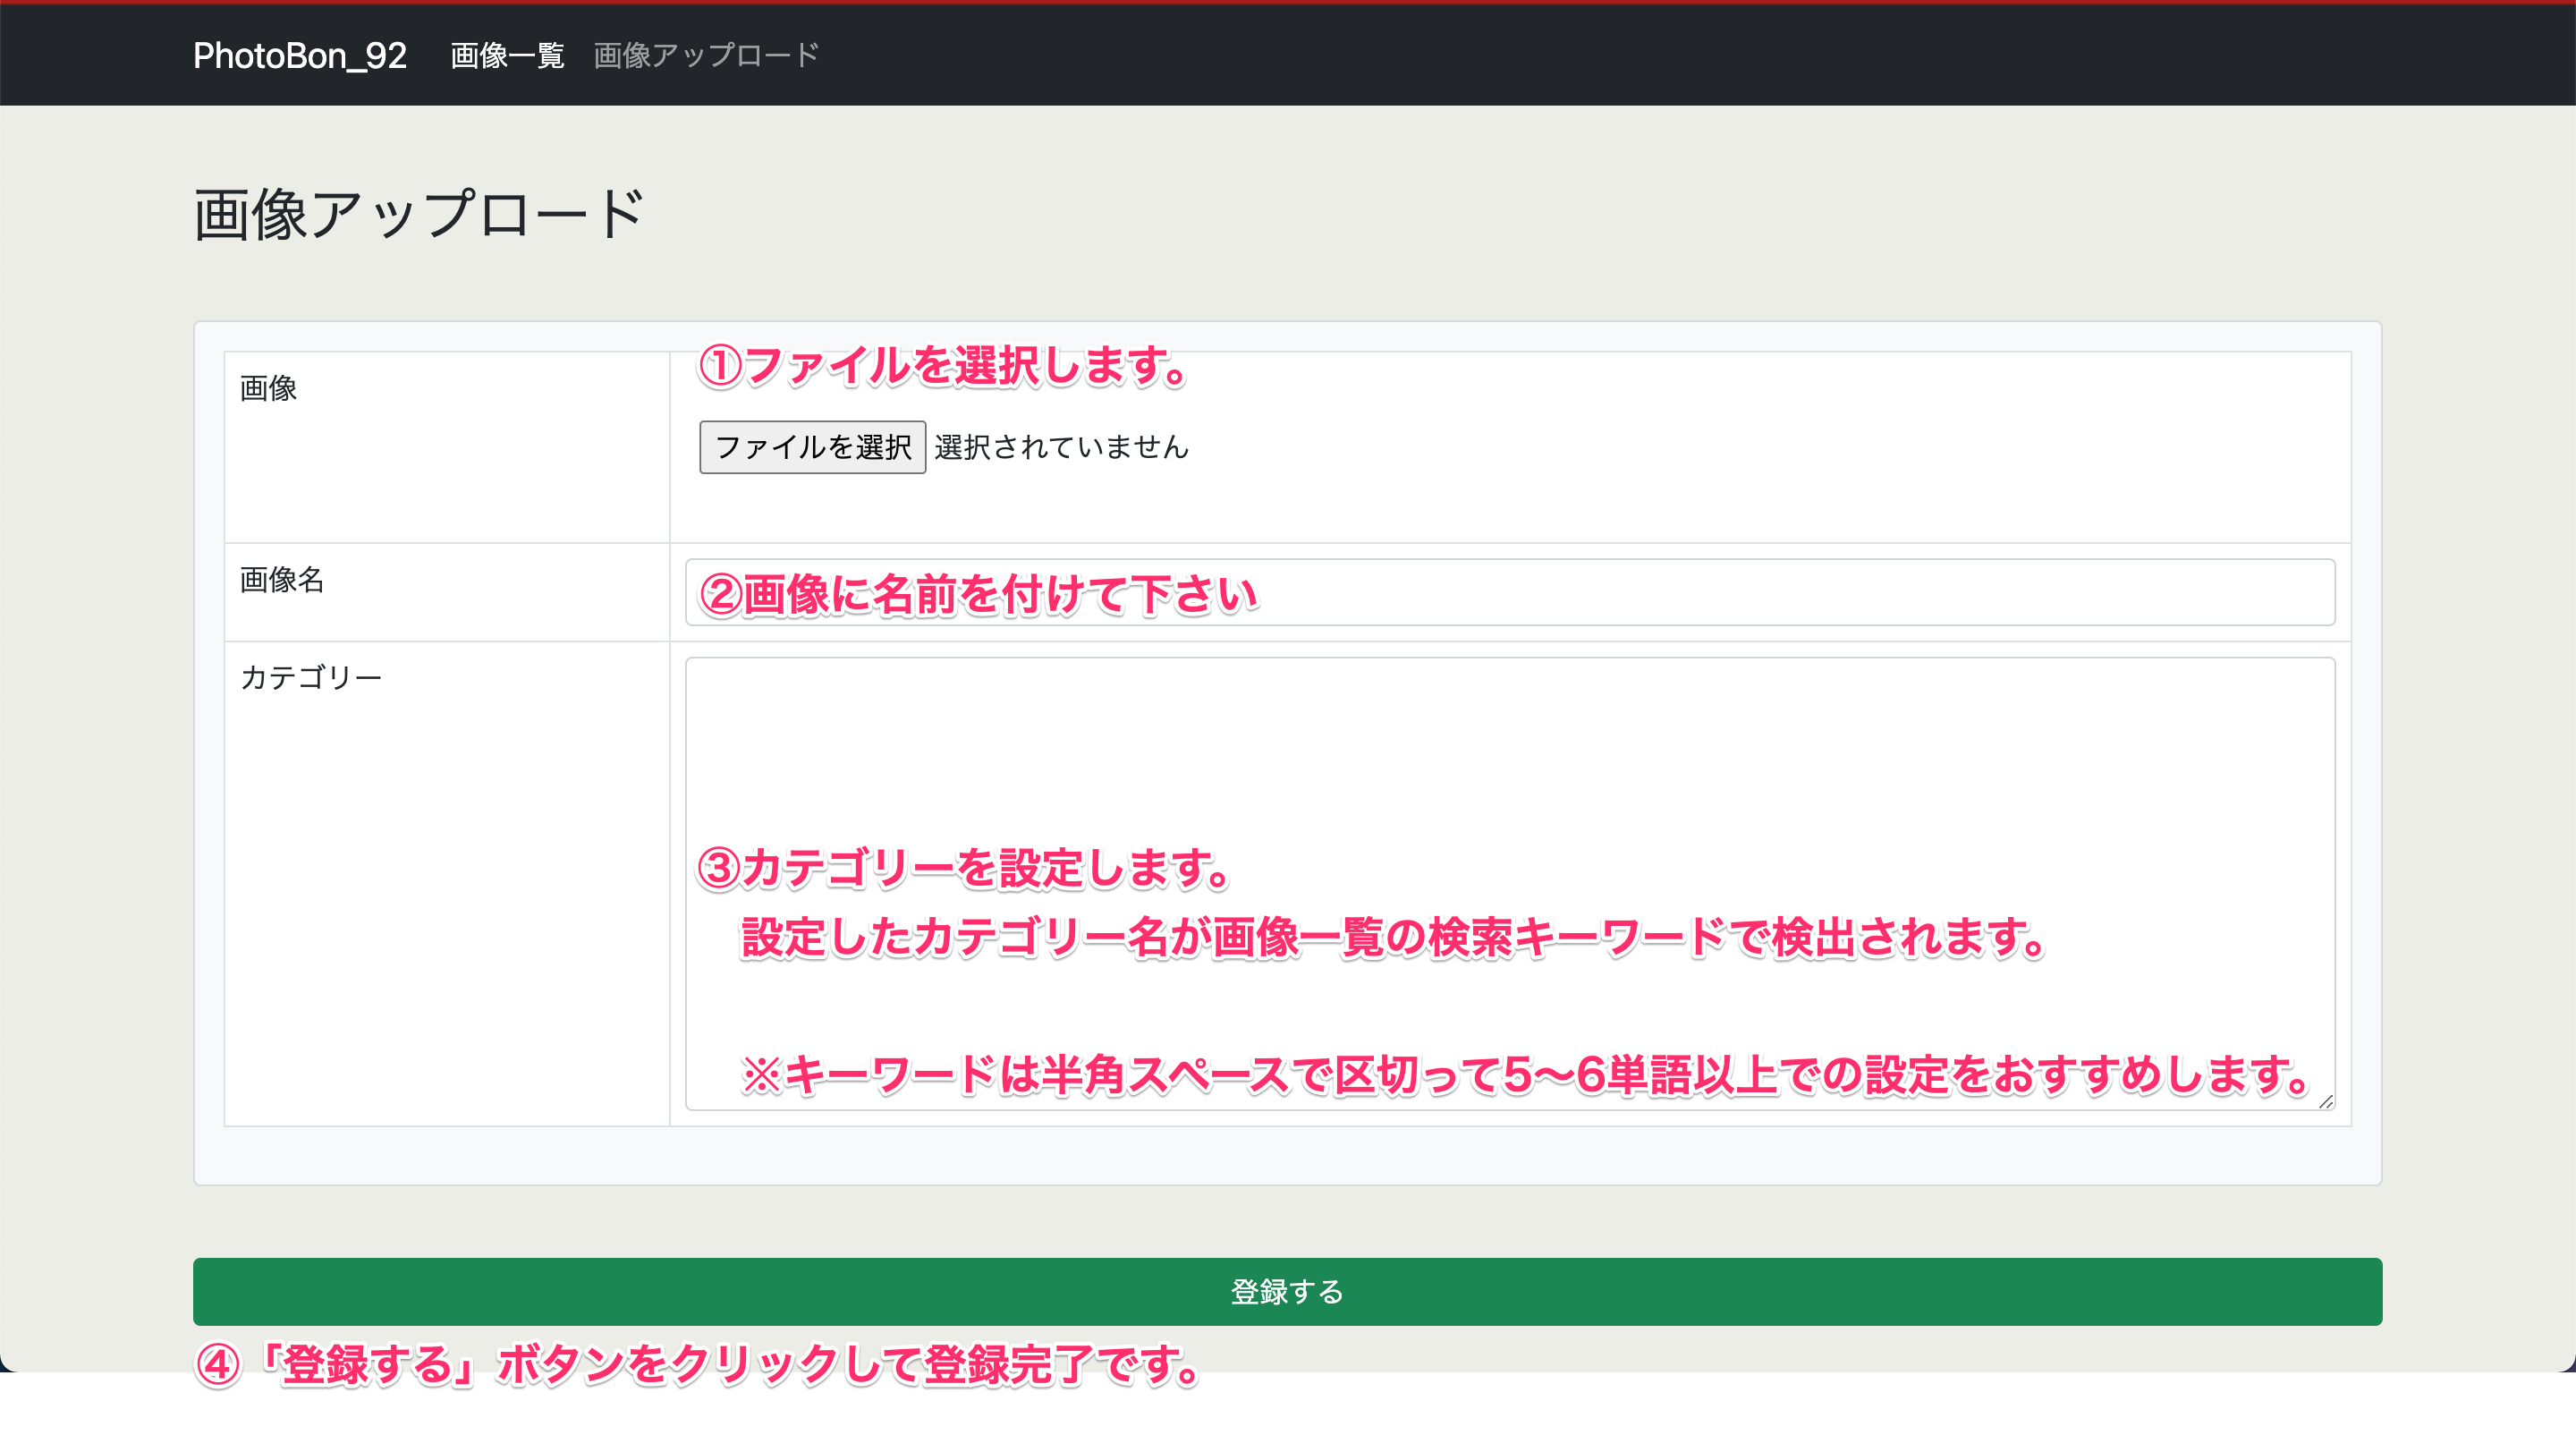 PhotoBon_92 画像一覧 画像アップロード
画像アップロード
画像
①ファイルを選択します。
ファイルを選択 選択されていません
画像名
②画像に名前を付けて下さい
カテゴリー
③カテゴリーを設定します。
設定したカテゴリー名が画像一覧の検索キーワードで検出されます。
※キーワードは半角スペースで区切って5〜6単語以上での設定をおすすめします。
登録する
④「登録する」ボタンをクリックして登録完了です。